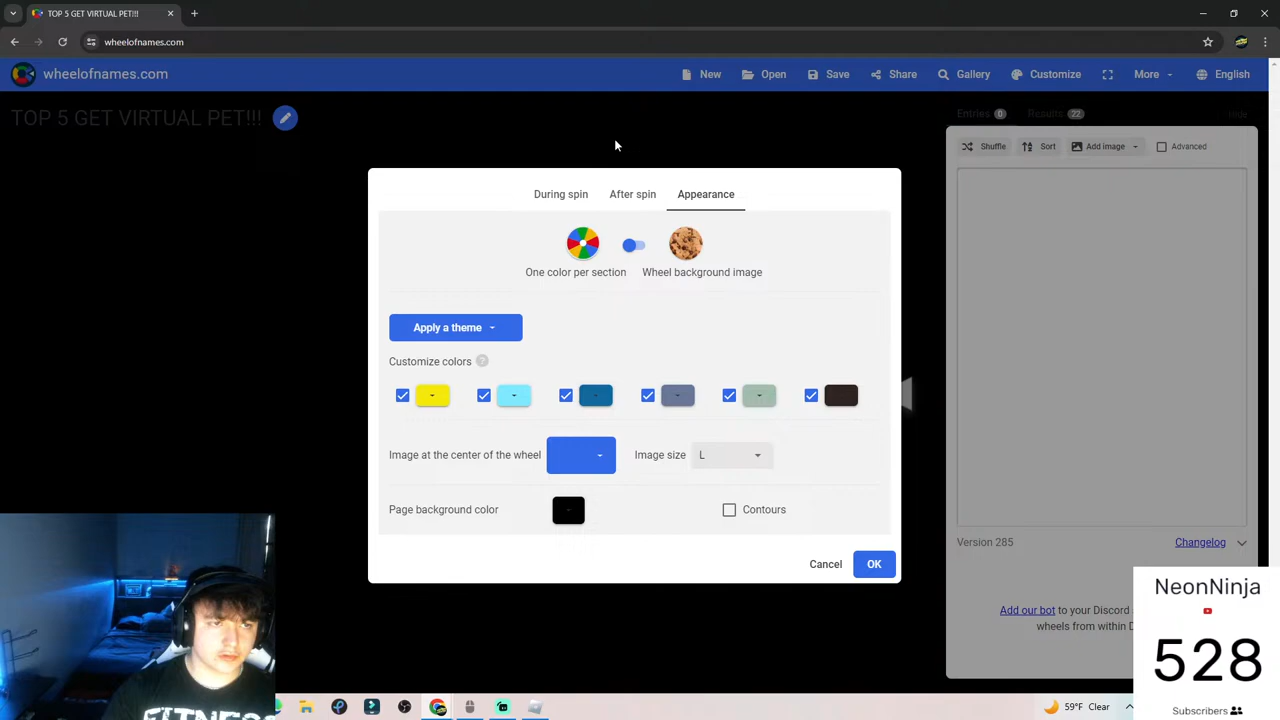 TOP 5 GET VIRTUAL PET!!!
wheelofnames.com
wheelofnames.com
New
Open
Save
Share
Gallery
Customize
More
English
TOP 5 GET VIRTUAL PET!!!
Entries 0
Results 22
Hide
Shuffle
Sort
Add image
Advanced
During spin
After spin
Appearance
One color per section
Wheel background image
Apply a theme
Customize colors ?
Image at the center of the wheel
Image size
L
Page background color
Contours
Cancel
OK
Version 285
Changelog
Add our bot to your Discord
wheels from within D
NeonNinja
528
Subscribers
FITNESS
59°F Clear